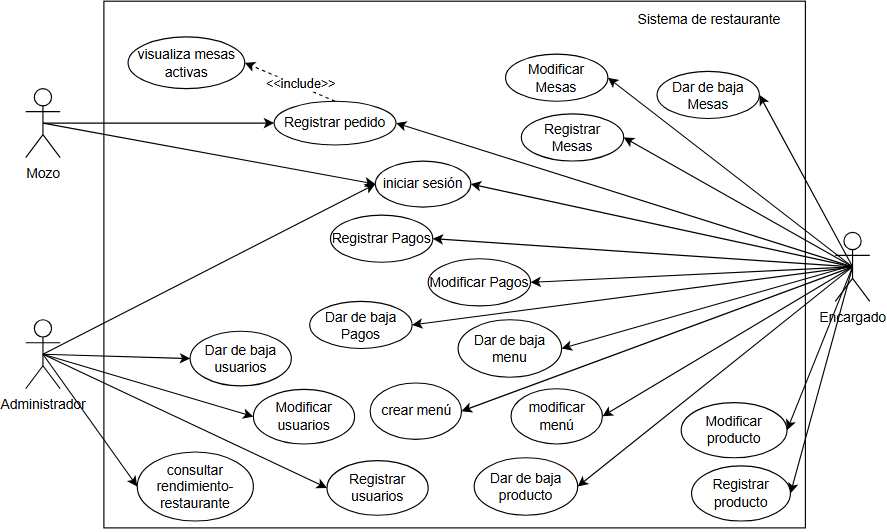 Sistema de restaurante
visualiza mesas
activas
<<include>>
Modificar
Mesas
Dar de baja
Mesas
Registrar pedido
Registrar
Mesas
Mozo
iniciar sesión
Registrar Pagos
Modificar Pagos
Encargado
Dar de baja
Pagos
Dar de baja
usuarios
Dar de baja
menu
Administrador
Modificar
usuarios
crear menú
modificar
menú
Modificar
producto
consultar
rendimiento-
restaurante
Registrar
usuarios
Dar de baja
producto
Registrar
producto